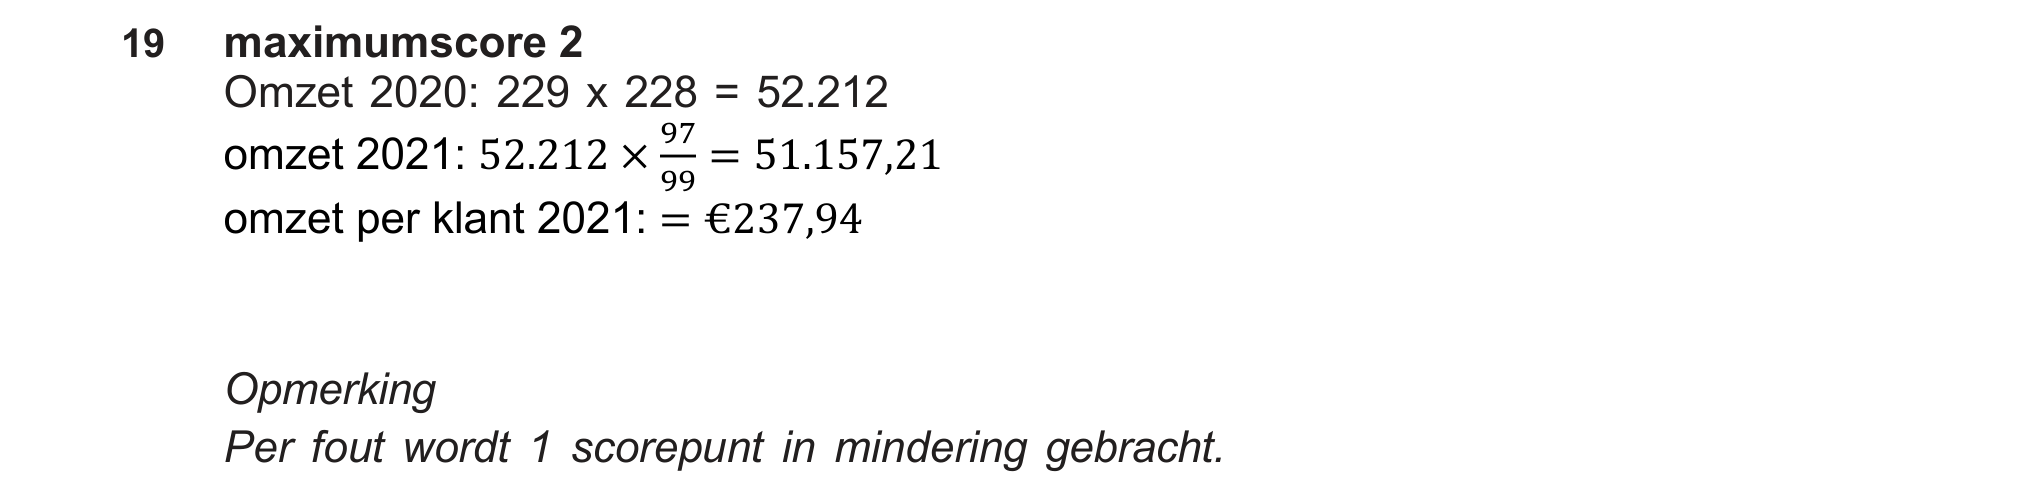 19 maximumscore 2
Omzet 2020: 229 x 228 = 52.212
omzet 2021: 52.212 × 97/99 = 51.157,21
omzet per klant 2021: = €237,94
Opmerking
Per fout wordt 1 scorepunt in mindering gebracht.